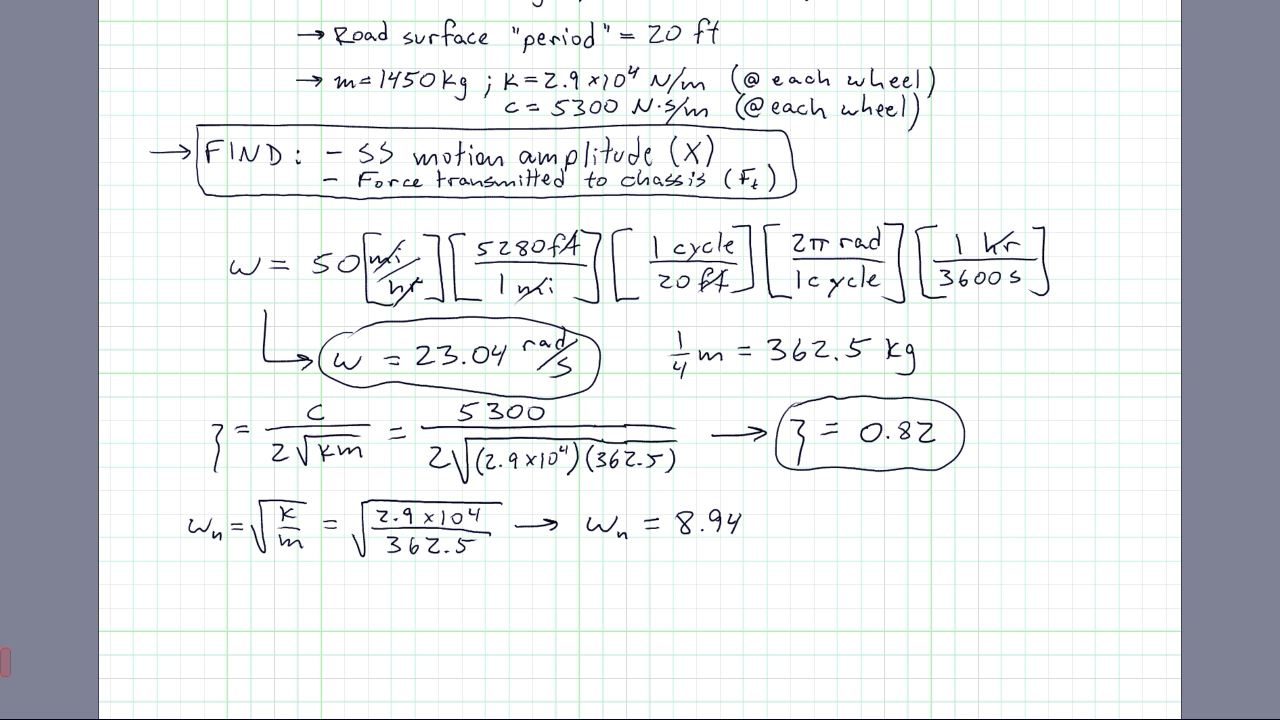 → Road surface "period" = 20 ft
→ m = 1450 kg ; K = 2.9 ×10⁴ N/m (@ each wheel)
c = 5300 N·s/m (@ each wheel)
→ FIND: - SS motion amplitude (X)
- Force transmitted to chassis (Fₜ)
ω = 50 [mi/hr] [5280 ft / 1 mi] [1 cycle / 20 ft] [2π rad / 1 cycle] [1 hr / 3600 s]
ω = 23.04 rad/s    1/4 m = 362.5 kg
ζ = c / 2√(Km) = 5300 / 2√((2.9 ×10⁴)(362.5)) → ζ = 0.82
ωₙ = √(K/m) = √(2.9 ×10⁴ / 362.5) → ωₙ = 8.94